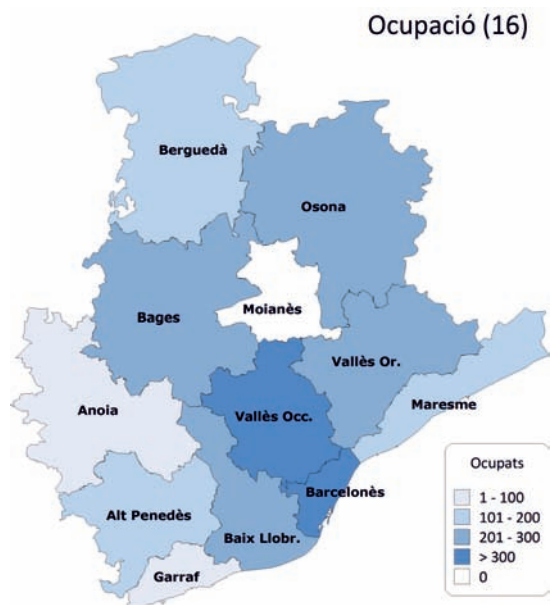 Ocupació (16)
Berguedà
Osona
Bages
Moianès
Vallès Or.
Anoia
Vallès Occ.
Maresme
Alt Penedès
Barcelonès
Baix Llobr.
Garraf
Ocupats
1 - 100
101 - 200
201 - 300
> 300
0